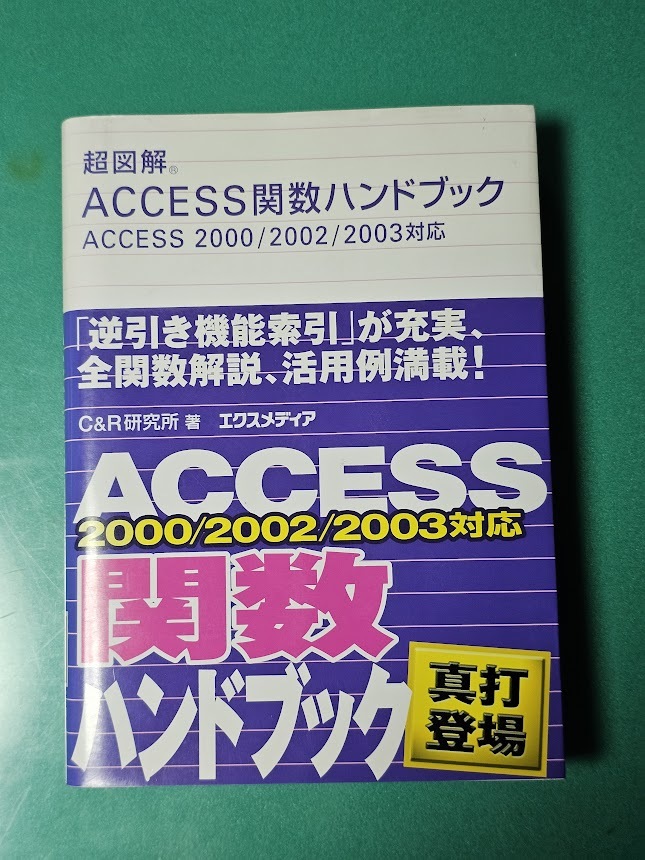 超図解®
ACCESS関数ハンドブック
ACCESS 2000/2002/2003対応
「逆引き機能索引」が充実、
全関数解説、活用例満載!
C&R研究所 著 エクスメディア
ACCESS
2000/2002/2003対応
関数
ハンドブック
真打
登場